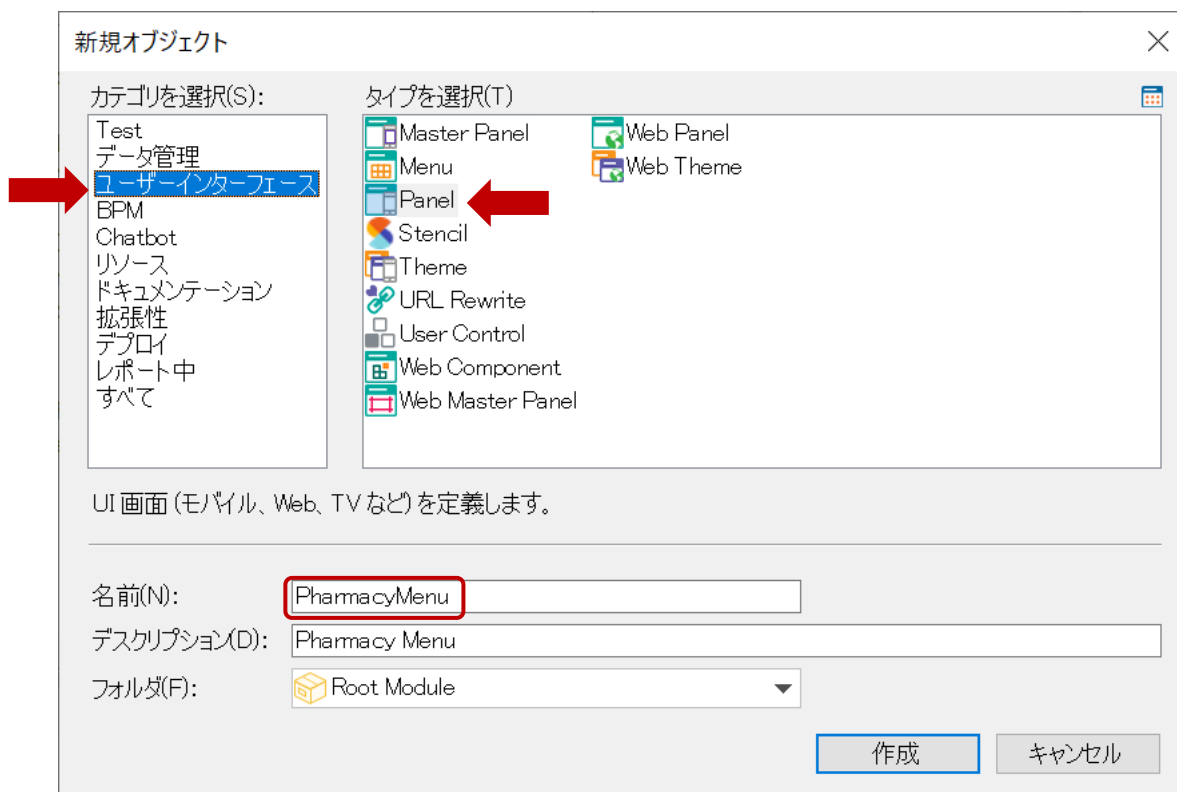 新規オブジェクト
カテゴリを選択(S):
Test
データ管理
ユーザーインターフェース
BPM
Chatbot
リソース
ドキュメンテーション
拡張性
デプロイ
レポート中
すべて
タイプを選択(T)
Master Panel
Menu
Panel
Stencil
Theme
URL Rewrite
User Control
Web Component
Web Master Panel
Web Panel
Web Theme
UI 画面 (モバイル、Web、TV など) を定義します。
名前(N):
PharmacyMenu
デスクリプション(D):
Pharmacy Menu
フォルダ(F):
Root Module
作成
キャンセル